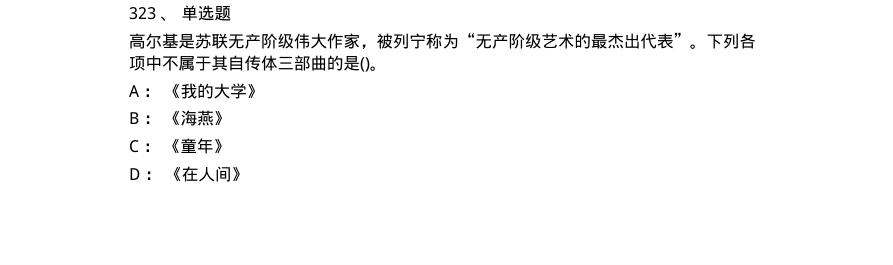 323 、 单选题
高尔基是苏联无产阶级伟大作家，被列宁称为“无产阶级艺术的最杰出代表”。下列各
项中不属于其自传体三部曲的是()。
A ： 《我的大学》
B ： 《海燕》
C ： 《童年》
D ： 《在人间》